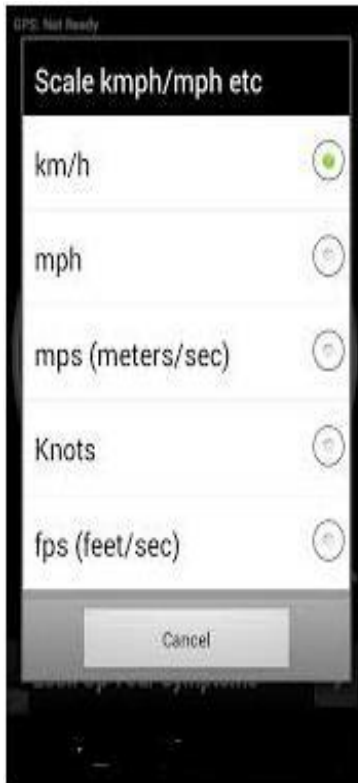 GPS: Not Ready
Scale kmph/mph etc
km/h
mph
mps (meters/sec)
Knots
fps (feet/sec)
Cancel